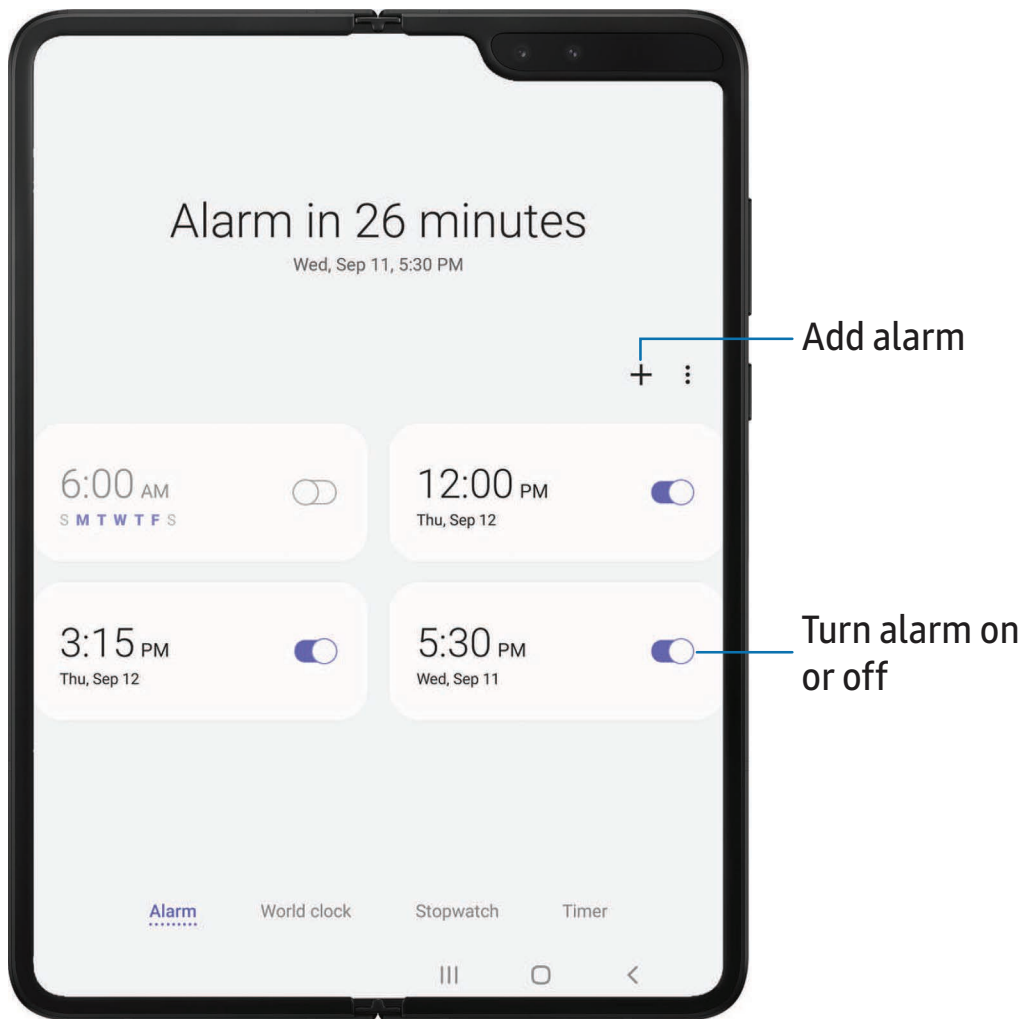 Alarm in 26 minutes
Wed, Sep 11, 5:30 PM
Add alarm
6:00 AM
S M T W T F S
12:00 PM
Thu, Sep 12
3:15 PM
Thu, Sep 12
5:30 PM
Wed, Sep 11
Turn alarm on
or off
Alarm
World clock
Stopwatch
Timer